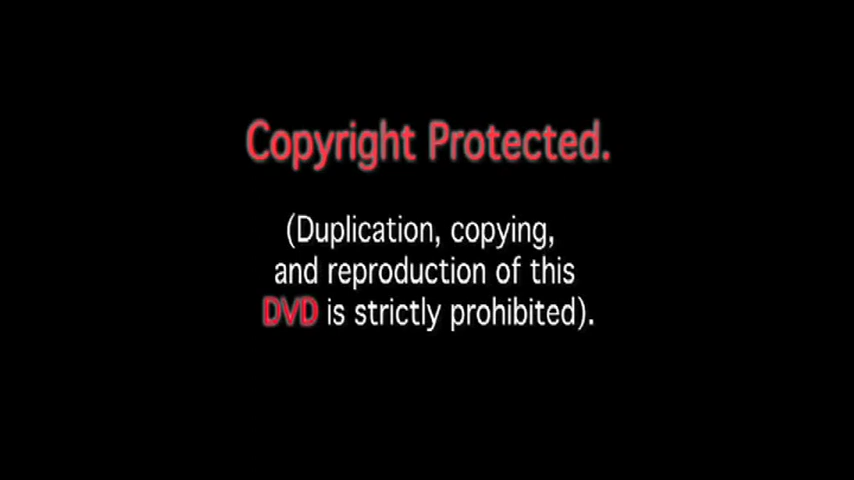 Copyright Protected.
(Duplication, copying,
and reproduction of this
DVD is strictly prohibited).